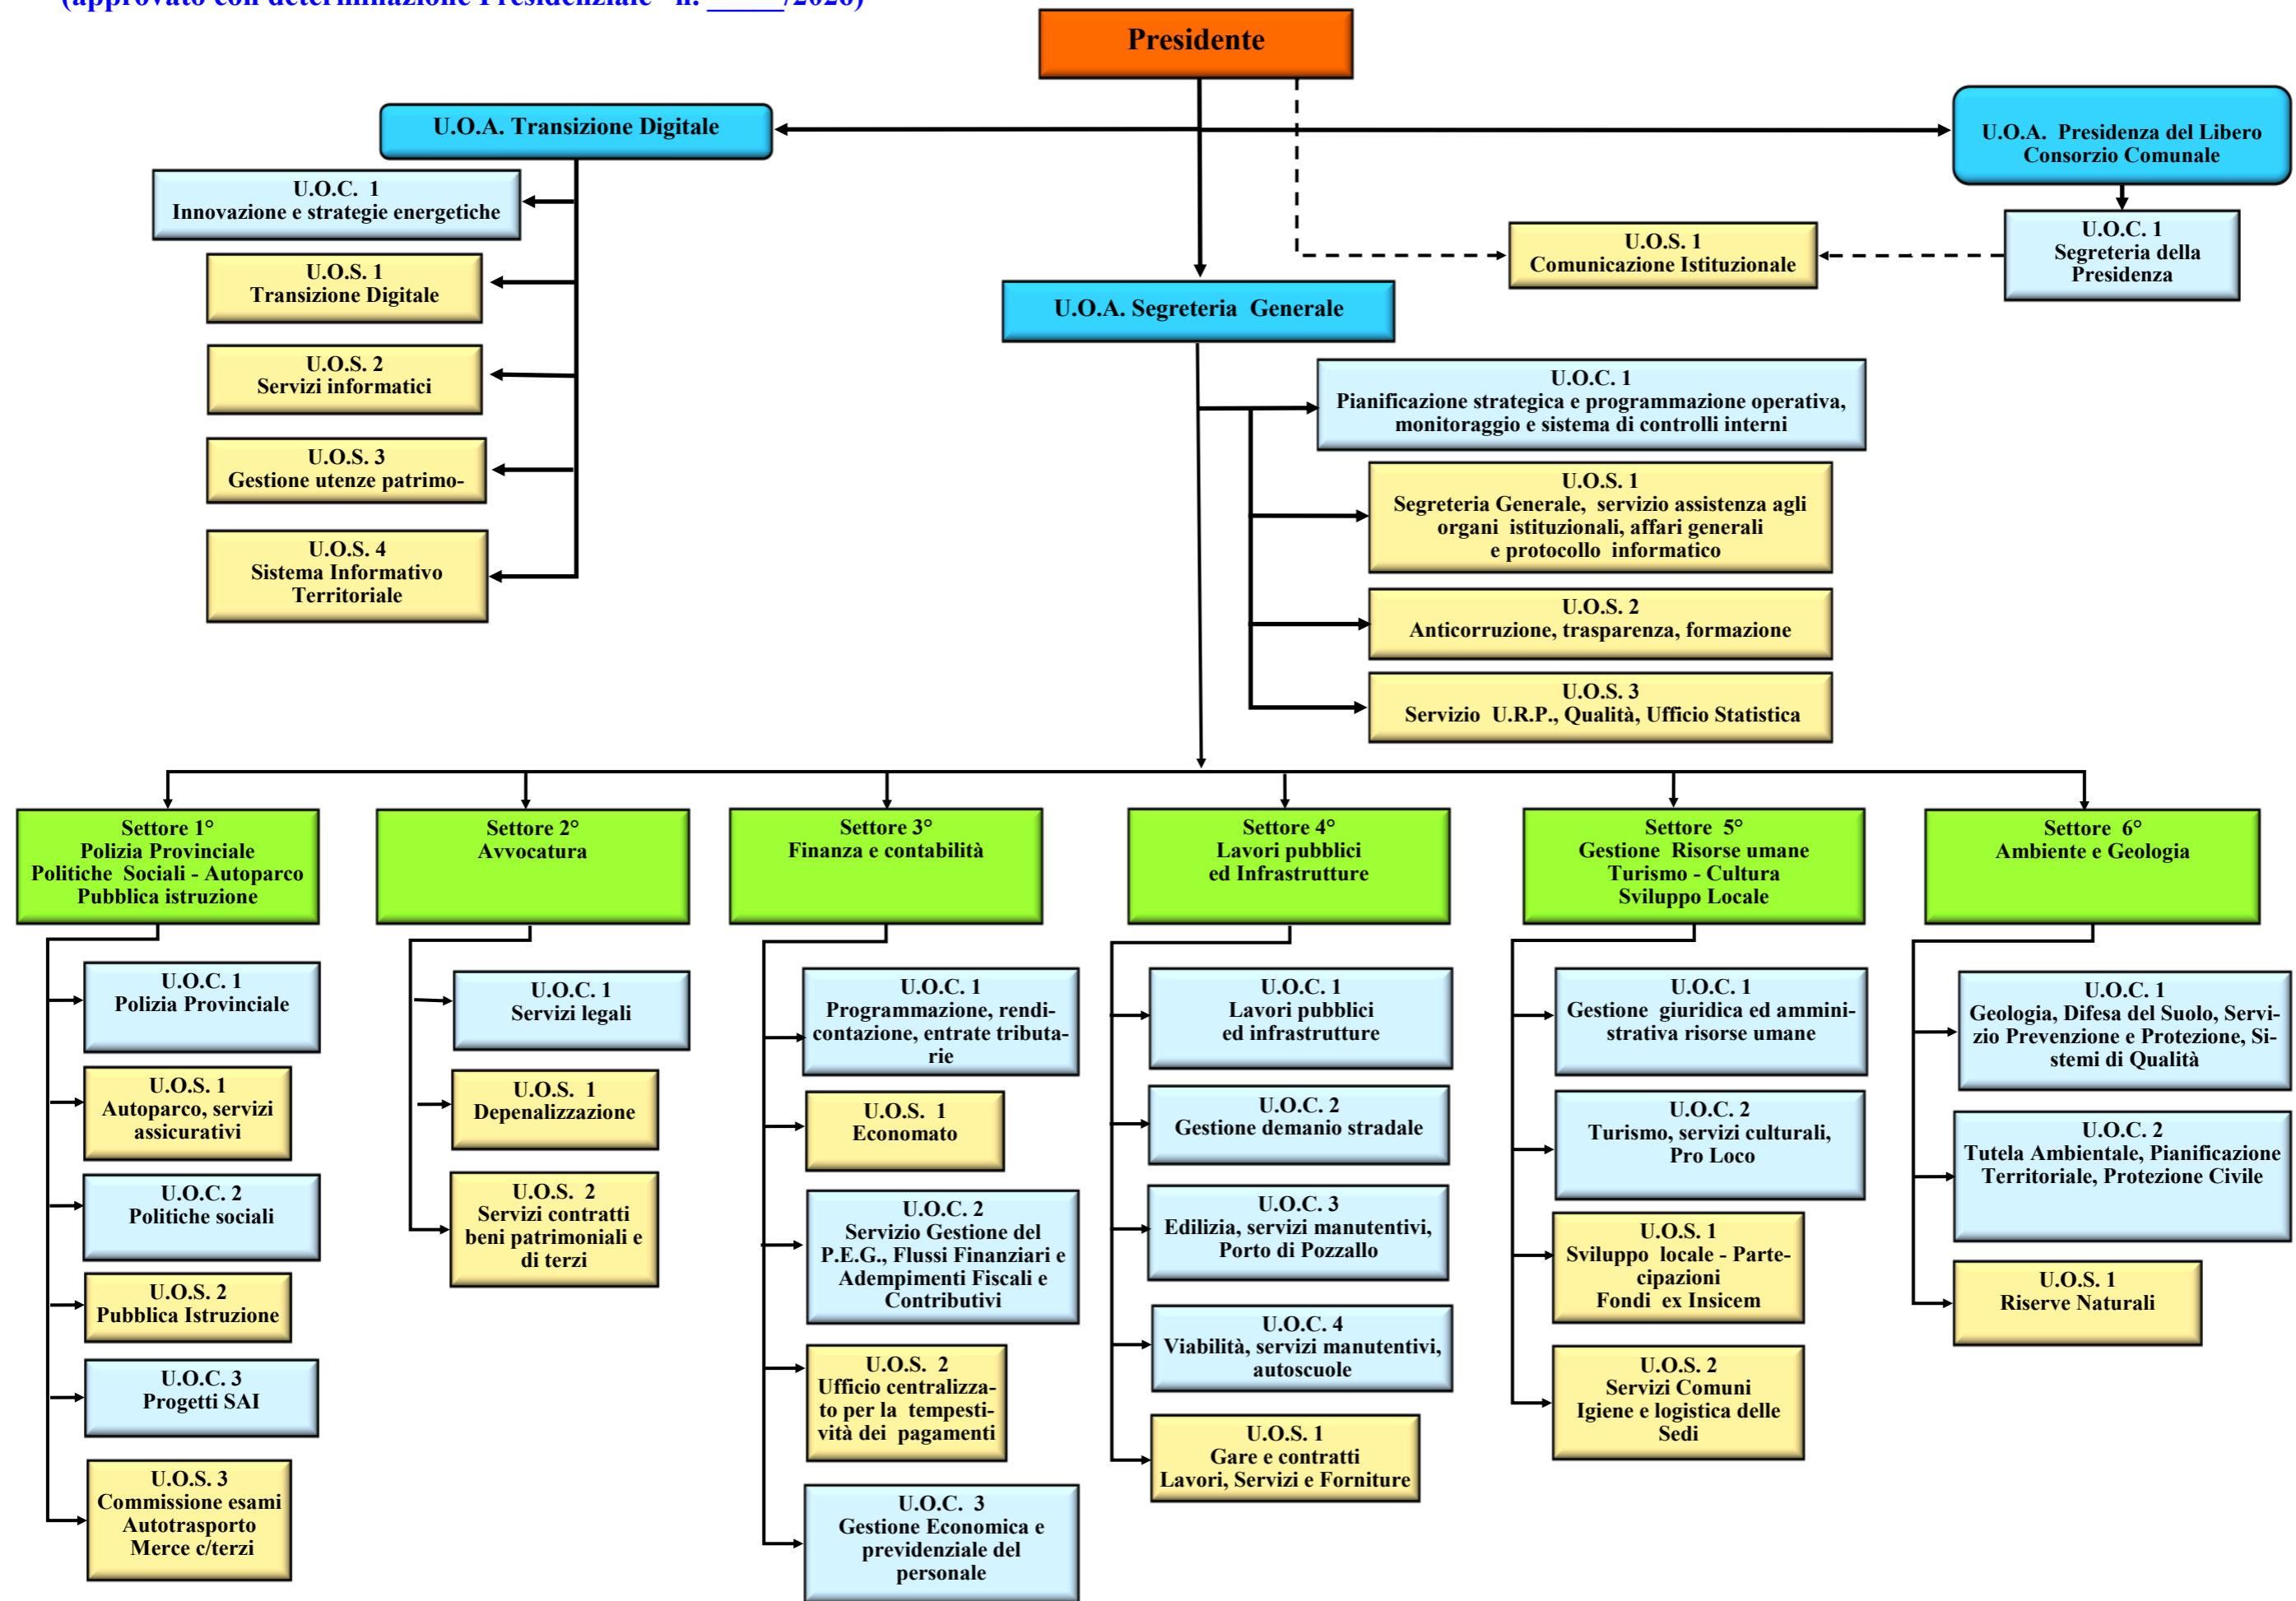 (approvato con determinazione Presidenziale n. _____/2026)
Presidente
U.O.A. Transizione Digitale
U.O.A. Presidenza del Libero
Consorzio Comunale
U.O.C. 1
Innovazione e strategie energetiche
U.O.S. 1
Transizione Digitale
U.O.S. 2
Servizi informatici
U.O.S. 3
Gestione utenze patrimo-
U.O.S. 4
Sistema Informativo
Territoriale
U.O.S. 1
Comunicazione Istituzionale
U.O.C. 1
Segreteria della
Presidenza
U.O.A. Segreteria Generale
U.O.C. 1
Pianificazione strategica e programmazione operativa,
monitoraggio e sistema di controlli interni
U.O.S. 1
Segreteria Generale, servizio assistenza agli
organi istituzionali, affari generali
e protocollo informatico
U.O.S. 2
Anticorruzione, trasparenza, formazione
U.O.S. 3
Servizio U.R.P., Qualità, Ufficio Statistica
Settore 1°
Polizia Provinciale
Politiche Sociali - Autoparco
Pubblica istruzione
U.O.C. 1
Polizia Provinciale
U.O.S. 1
Autoparco, servizi
assicurativi
U.O.C. 2
Politiche sociali
U.O.S. 2
Pubblica Istruzione
U.O.C. 3
Progetti SAI
U.O.S. 3
Commissione esami
Autotrasporto
Merce c/terzi
Settore 2°
Avvocatura
U.O.C. 1
Servizi legali
U.O.S. 1
Depenalizzazione
U.O.S. 2
Servizi contratti
beni patrimoniali e
di terzi
Settore 3°
Finanza e contabilità
U.O.C. 1
Programmazione, rendi-
contazione, entrate tributa-
rie
U.O.S. 1
Economato
U.O.C. 2
Servizio Gestione del
P.E.G., Flussi Finanziari e
Adempimenti Fiscali e
Contributivi
U.O.S. 2
Ufficio centralizza-
to per la tempesti-
vità dei pagamenti
U.O.C. 3
Gestione Economica e
previdenziale del
personale
Settore 4°
Lavori pubblici
ed Infrastrutture
U.O.C. 1
Lavori pubblici
ed infrastrutture
U.O.C. 2
Gestione demanio stradale
U.O.C. 3
Edilizia, servizi manutentivi,
Porto di Pozzallo
U.O.C. 4
Viabilità, servizi manutentivi,
autoscuole
U.O.S. 1
Gare e contratti
Lavori, Servizi e Forniture
Settore 5°
Gestione Risorse umane
Turismo - Cultura
Sviluppo Locale
U.O.C. 1
Gestione giuridica ed ammini-
strativa risorse umane
U.O.C. 2
Turismo, servizi culturali,
Pro Loco
U.O.S. 1
Sviluppo locale - Parte-
cipazioni
Fondi ex Insicem
U.O.S. 2
Servizi Comuni
Igiene e logistica delle
Sedi
Settore 6°
Ambiente e Geologia
U.O.C. 1
Geologia, Difesa del Suolo, Servi-
zio Prevenzione e Protezione, Si-
stemi di Qualità
U.O.C. 2
Tutela Ambientale, Pianificazione
Territoriale, Protezione Civile
U.O.S. 1
Riserve Naturali